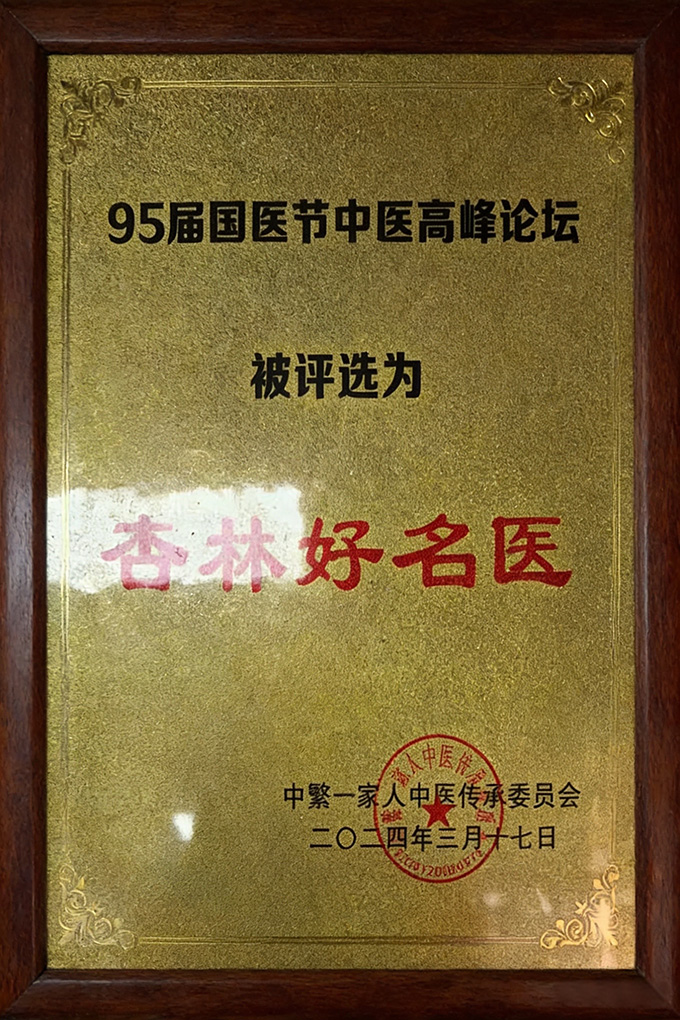 95届国医节中医高峰论坛
被评选为
杏林好名医
中繁一家人中医传承委员会
二〇二四年三月十七日